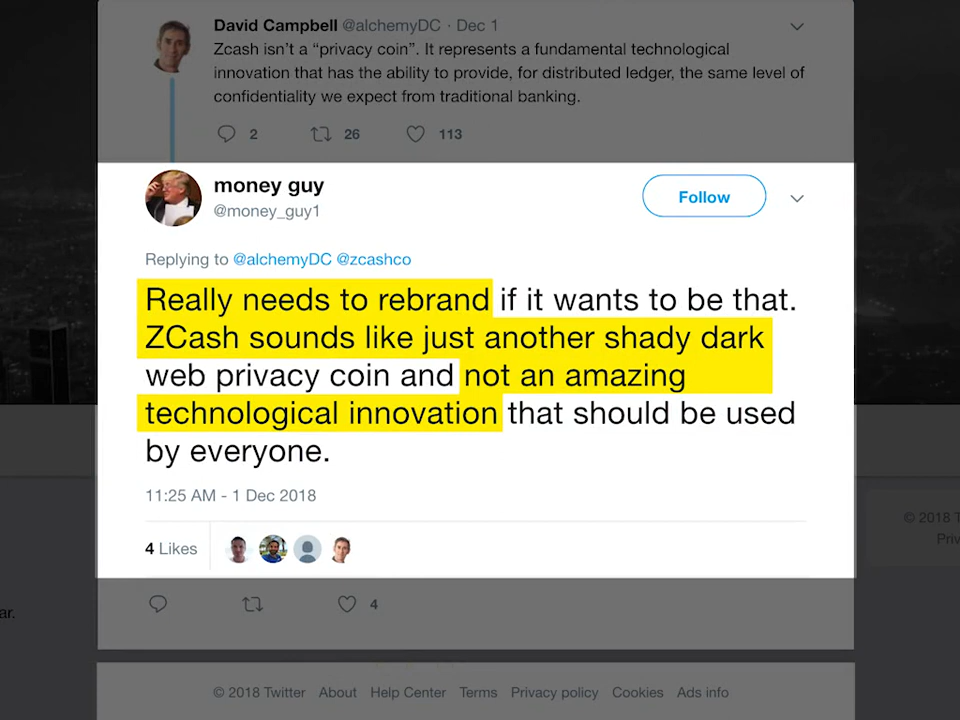 David Campbell @alchemyDC · Dec 1
Zcash isn’t a “privacy coin”. It represents a fundamental technological
innovation that has the ability to provide, for distributed ledger, the same level of
confidentiality we expect from traditional banking.
2 26 113
money guy
@money_guy1
Follow
Replying to @alchemyDC @zcashco
Really needs to rebrand if it wants to be that.
ZCash sounds like just another shady dark
web privacy coin and not an amazing
technological innovation that should be used
by everyone.
11:25 AM - 1 Dec 2018
4 Likes
© 2018 T
Priv
ar.
4
© 2018 Twitter About Help Center Terms Privacy policy Cookies Ads info